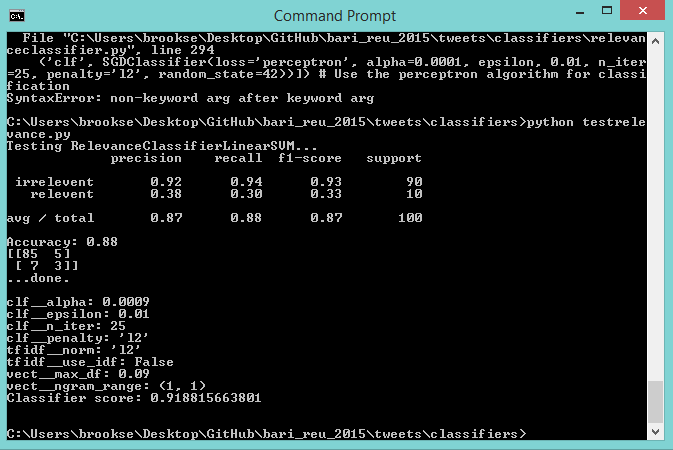 Command Prompt
File "C:\Users\brookse\Desktop\GitHub\bari_reu_2015\tweets\classifiers\relevan
ceclassifier.py", line 294
('clf', SGDClassifier(loss='perceptron', alpha=0.0001, epsilon, 0.01, n_iter
=25, penalty='l2', random_state=42))]) # Use the perceptron algorithm for classi
fication
SyntaxError: non-keyword arg after keyword arg
C:\Users\brookse\Desktop\GitHub\bari_reu_2015\tweets\classifiers>python testrele
vance.py
Testing RelevanceClassifierLinearSVM...
precision recall f1-score support
irrelevent 0.92 0.94 0.93 90
relevent 0.38 0.30 0.33 10
avg / total 0.87 0.88 0.87 100
Accuracy: 0.88
[[85 5]
[ 7 3]]
...done.
clf__alpha: 0.0009
clf__epsilon: 0.01
clf__n_iter: 25
clf__penalty: 'l2'
tfidf__norm: 'l2'
tfidf__use_idf: False
vect__max_df: 0.09
vect__ngram_range: (1, 1)
Classifier score: 0.918815663801
C:\Users\brookse\Desktop\GitHub\bari_reu_2015\tweets\classifiers>